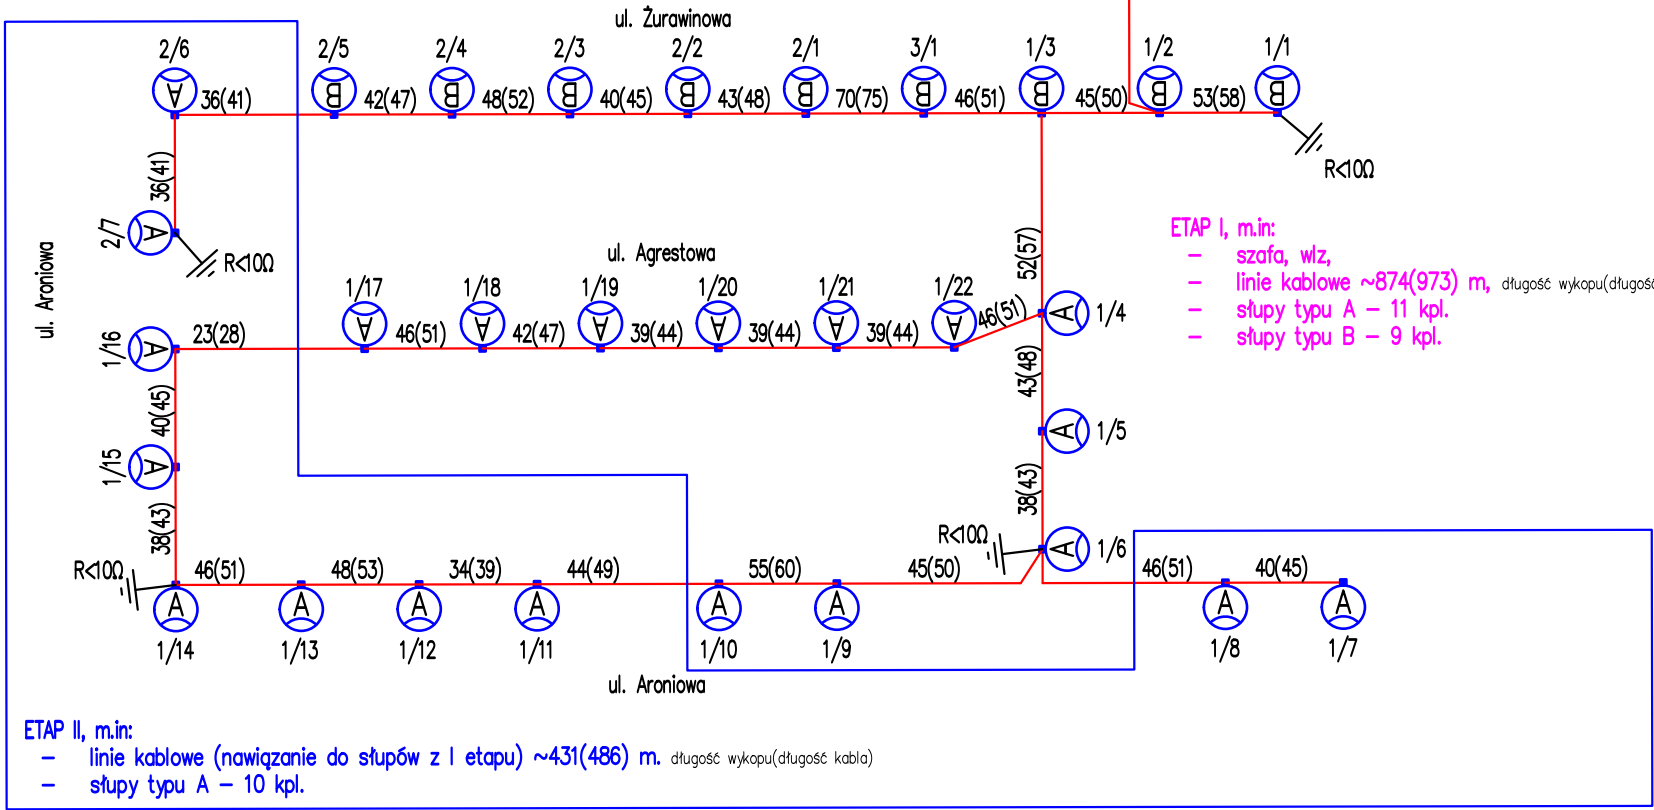 ul. Żurawinowa
2/6 2/5 2/4 2/3 2/2 2/1 3/1 1/3 1/2 1/1
A B B B B B B B B B
36(41) 42(47) 48(52) 40(45) 43(48) 70(75) 46(51) 45(50) 53(58)
R<10Ω
36(41)
2/7 A
R<10Ω
ul. Aroniowa
ul. Agrestowa
52(57)
ETAP I, m.in:
– szafa, wlz,
– linie kablowe ~874(973) m, długość wykopu(długość
– słupy typu A – 11 kpl.
– słupy typu B – 9 kpl.
1/17 1/18 1/19 1/20 1/21 1/22
A A A A A A
46(51)
A 1/4
1/16 A
23(28) 46(51) 42(47) 39(44) 39(44) 39(44)
43(48)
40(45)
A 1/5
1/15 A
38(43)
38(43)
R<10Ω
A 1/6
R<10Ω
46(51) 48(53) 34(39) 44(49) 55(60) 45(50) 46(51) 40(45)
A A A A A A A A
1/14 1/13 1/12 1/11 1/10 1/9 1/8 1/7
ul. Aroniowa
ETAP II, m.in:
– linie kablowe (nawiązanie do słupów z I etapu) ~431(486) m. długość wykopu(długość kabla)
– słupy typu A – 10 kpl.